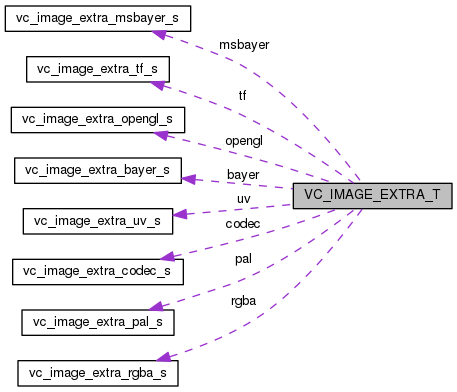 vc_image_extra_msbayer_s
msbayer
vc_image_extra_tf_s
tf
vc_image_extra_opengl_s
opengl
vc_image_extra_bayer_s
bayer
VC_IMAGE_EXTRA_T
uv
vc_image_extra_uv_s
codec
vc_image_extra_codec_s
pal
vc_image_extra_pal_s
rgba
vc_image_extra_rgba_s